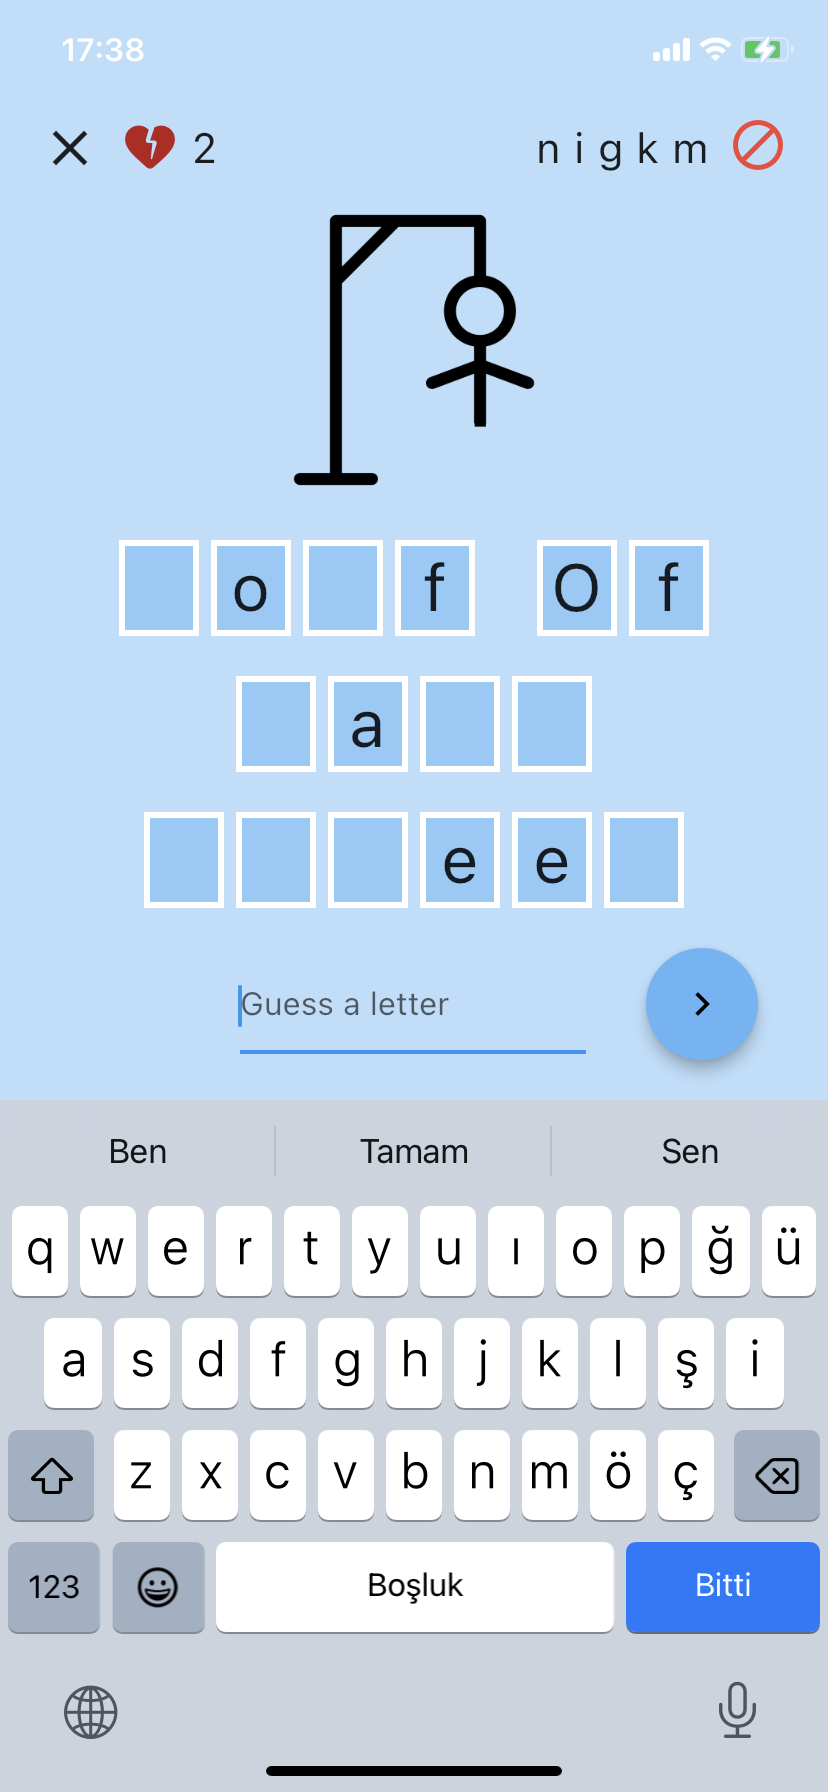 17:38
2 n i g k m
o f O f
a
e e
Guess a letter
Ben Tamam Sen
q w e r t y u ı o p ğ ü
a s d f g h j k l ş i
z x c v b n m ö ç
123 Boşluk Bitti